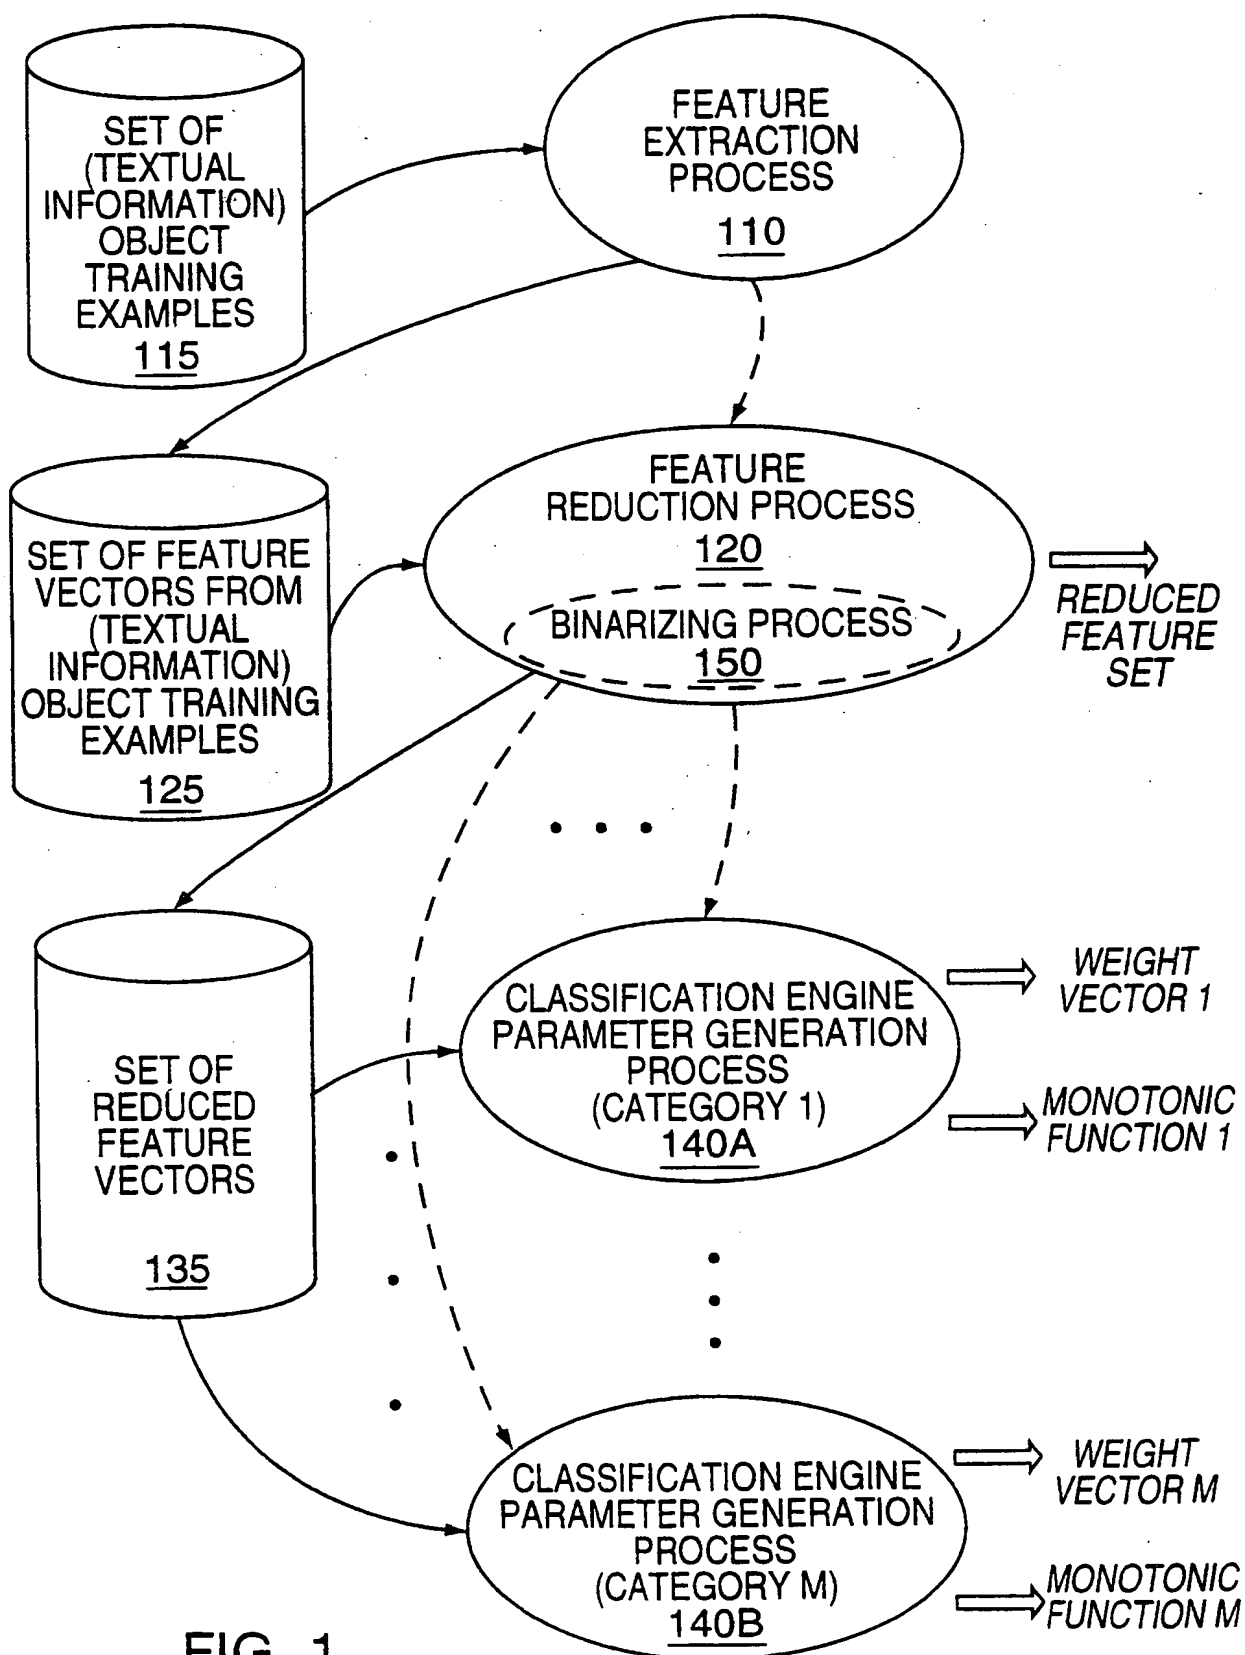 SET OF
(TEXTUAL
INFORMATION)
OBJECT
TRAINING
EXAMPLES
115
FEATURE
EXTRACTION
PROCESS
110
SET OF FEATURE
VECTORS FROM
(TEXTUAL
INFORMATION)
OBJECT TRAINING
EXAMPLES
125
FEATURE
REDUCTION PROCESS
120
BINARIZING PROCESS
150
REDUCED
FEATURE
SET
SET OF
REDUCED
FEATURE
VECTORS
135
CLASSIFICATION ENGINE
PARAMETER GENERATION
PROCESS
(CATEGORY 1)
140A
WEIGHT
VECTOR 1
MONOTONIC
FUNCTION 1
CLASSIFICATION ENGINE
PARAMETER GENERATION
PROCESS
(CATEGORY M)
140B
WEIGHT
VECTOR M
MONOTONIC
FUNCTION M
FIG. 1